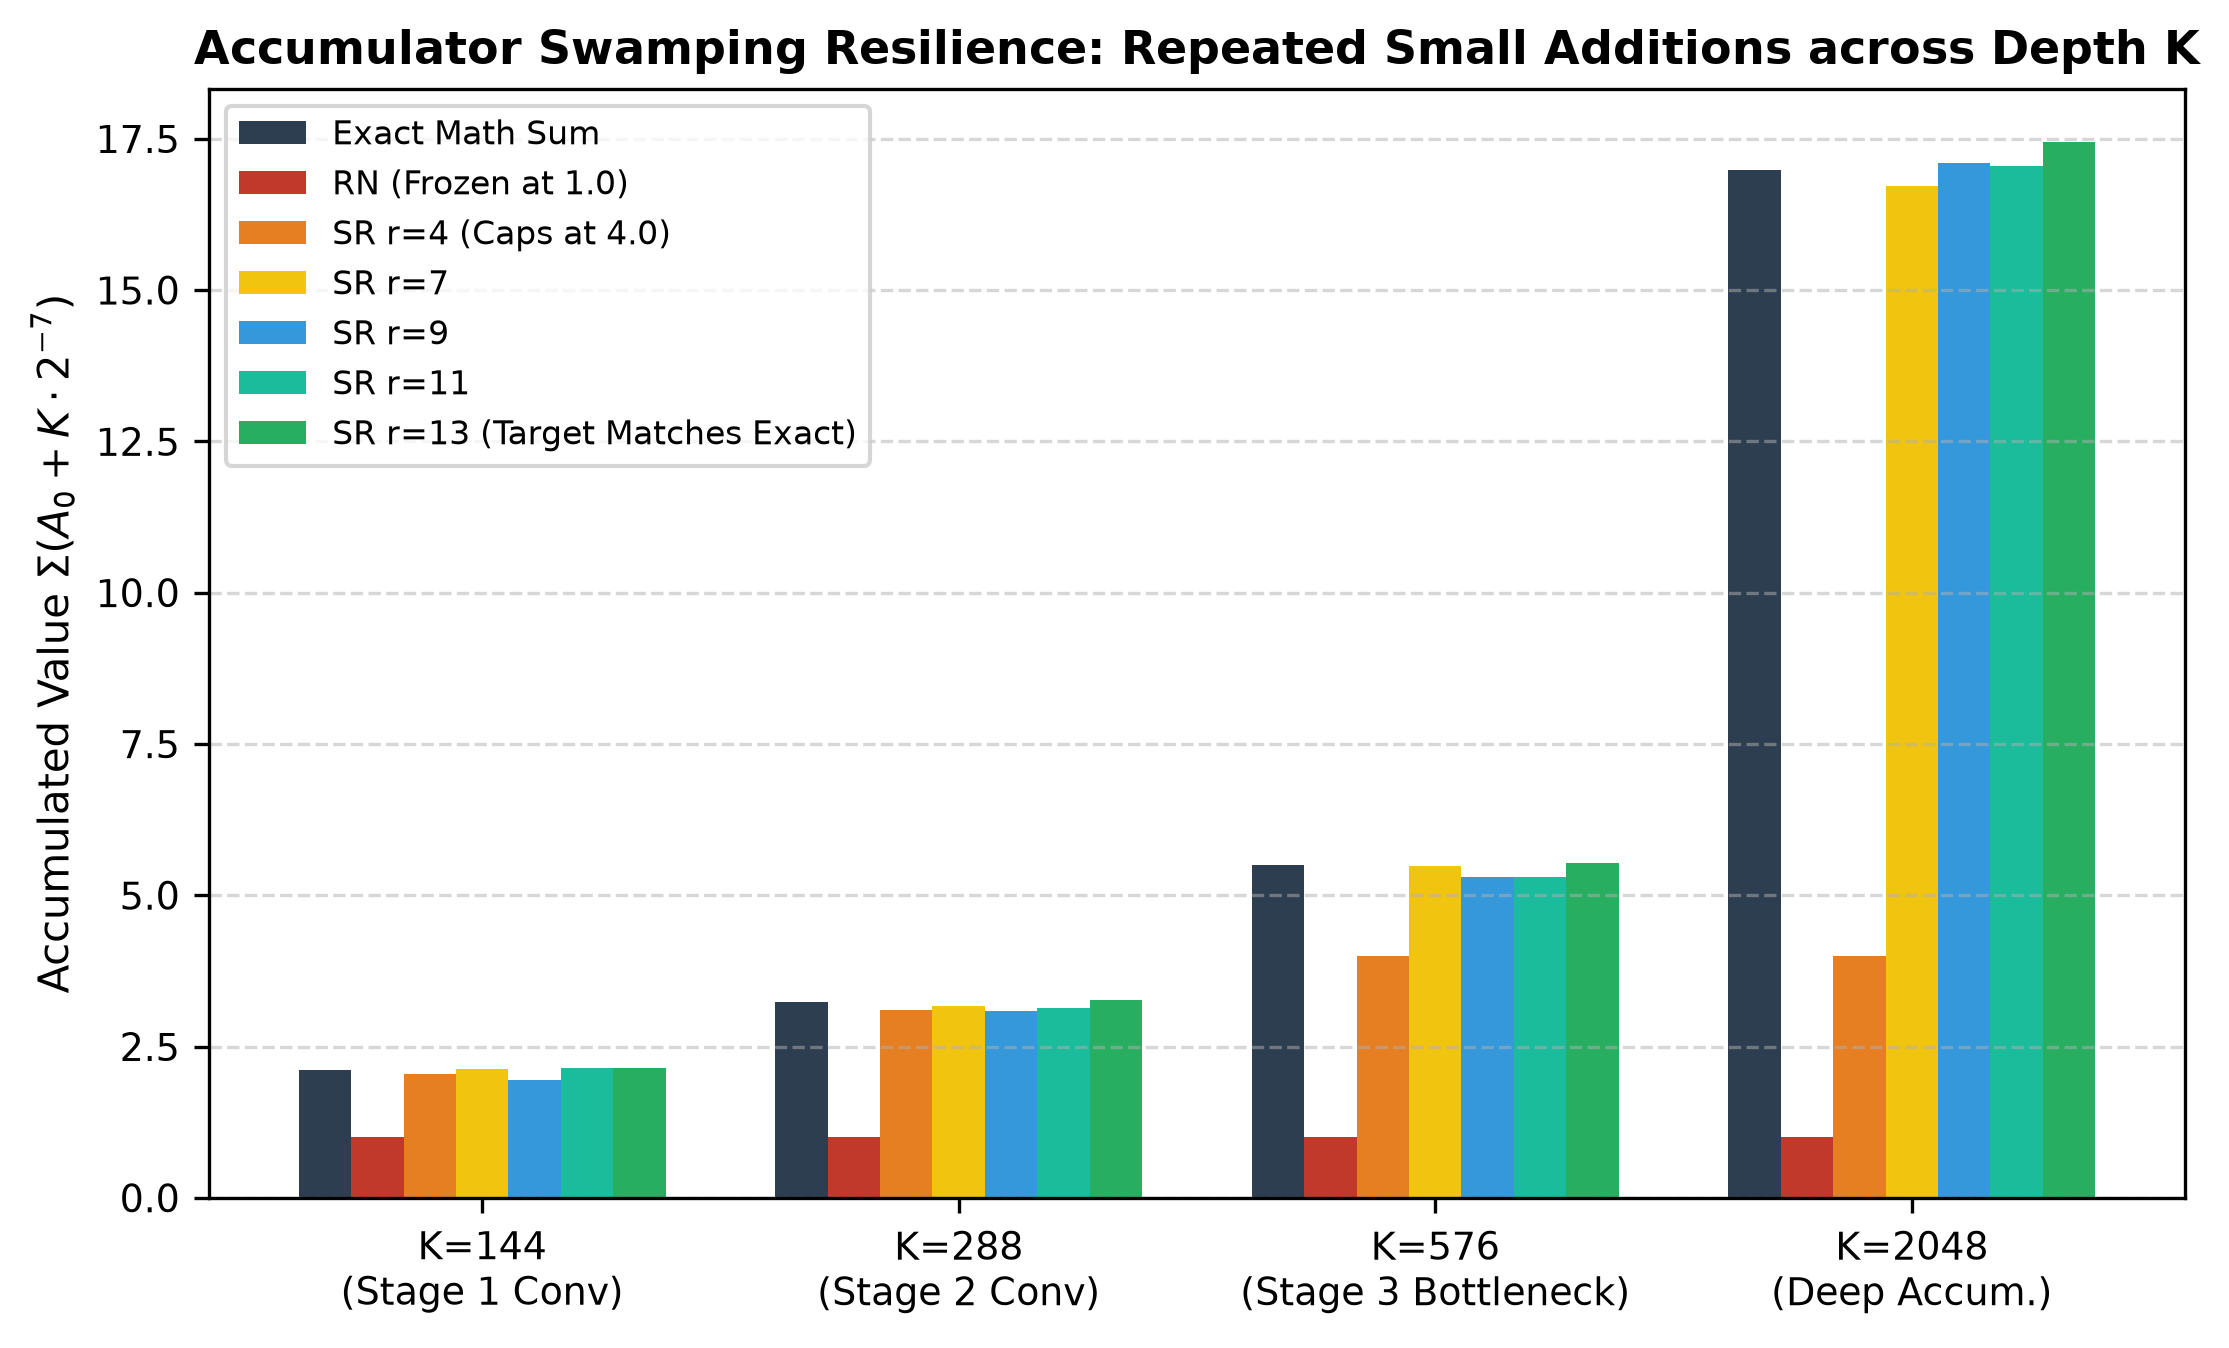 Accumulator Swamping Resilience: Repeated Small Additions across Depth K
Accumulated Value Σ(A₀ + K · 2⁻⁷)
17.5
15.0
12.5
10.0
7.5
5.0
2.5
0.0
Exact Math Sum
RN (Frozen at 1.0)
SR r=4 (Caps at 4.0)
SR r=7
SR r=9
SR r=11
SR r=13 (Target Matches Exact)
K=144
(Stage 1 Conv)
K=288
(Stage 2 Conv)
K=576
(Stage 3 Bottleneck)
K=2048
(Deep Accum.)